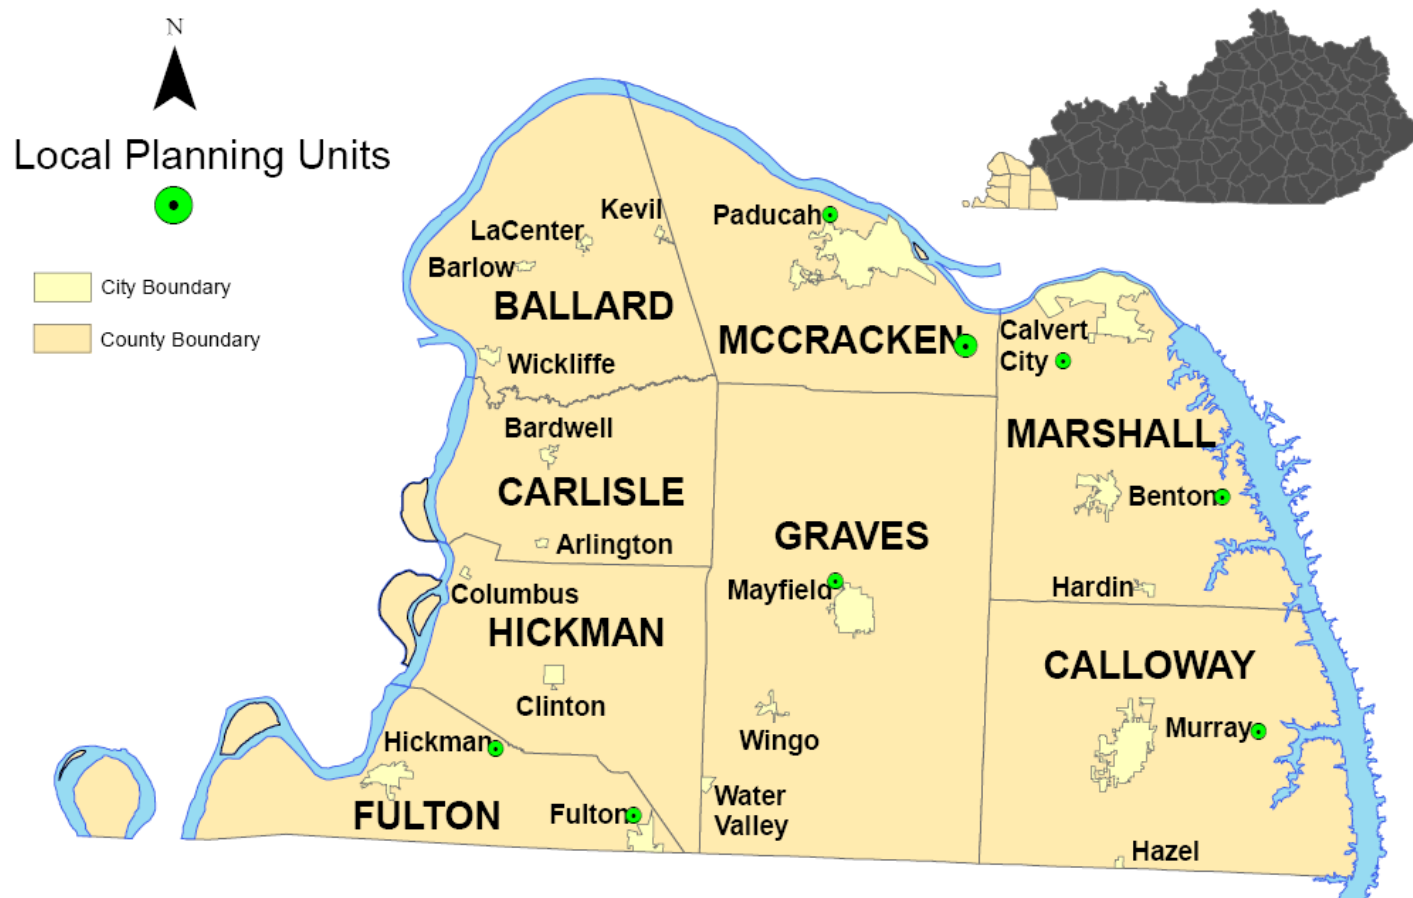 N
Local Planning Units
City Boundary
County Boundary
Kevil
LaCenter
Barlow
BALLARD
Wickliffe
Paducah
MCCRACKEN
Calvert
City
Bardwell
CARLISLE
Arlington
MARSHALL
Benton
Hardin
GRAVES
Mayfield
Columbus
HICKMAN
Clinton
Wingo
Water
Valley
CALLOWAY
Murray
Hazel
Hickman
FULTON
Fulton